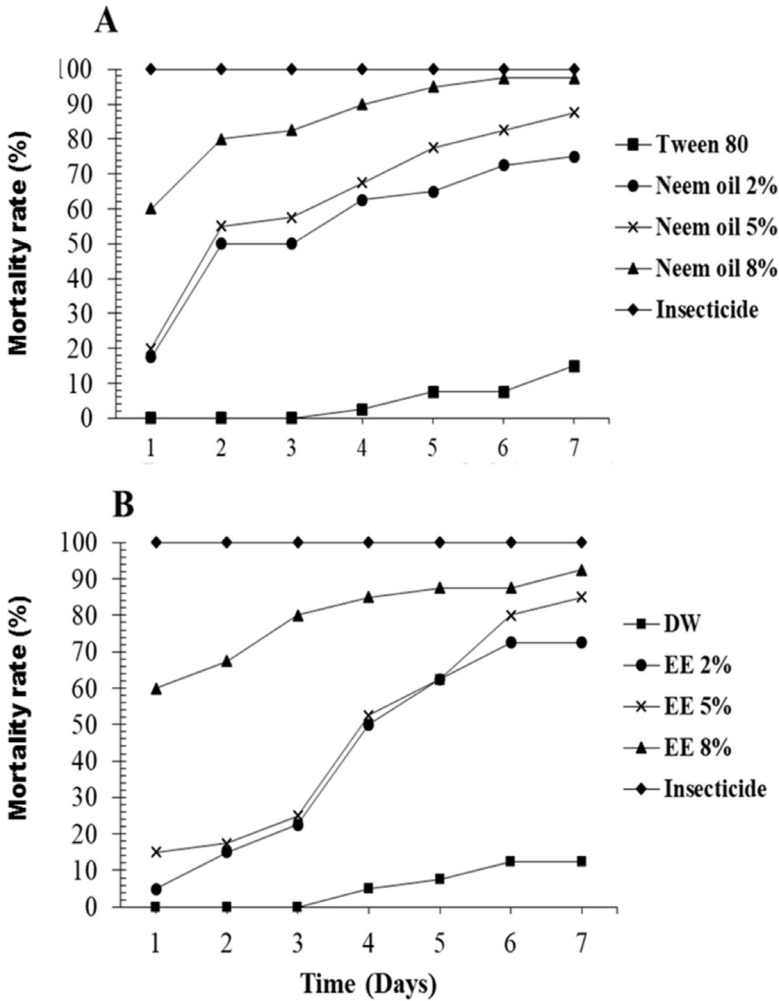 A
Mortality rate (%)
100
90
80
70
60
50
40
30
20
10
0
1 2 3 4 5 6 7
Tween 80
Neem oil 2%
Neem oil 5%
Neem oil 8%
Insecticide
B
Mortality rate (%)
100
90
80
70
60
50
40
30
20
10
0
1 2 3 4 5 6 7
Time (Days)
DW
EE 2%
EE 5%
EE 8%
Insecticide